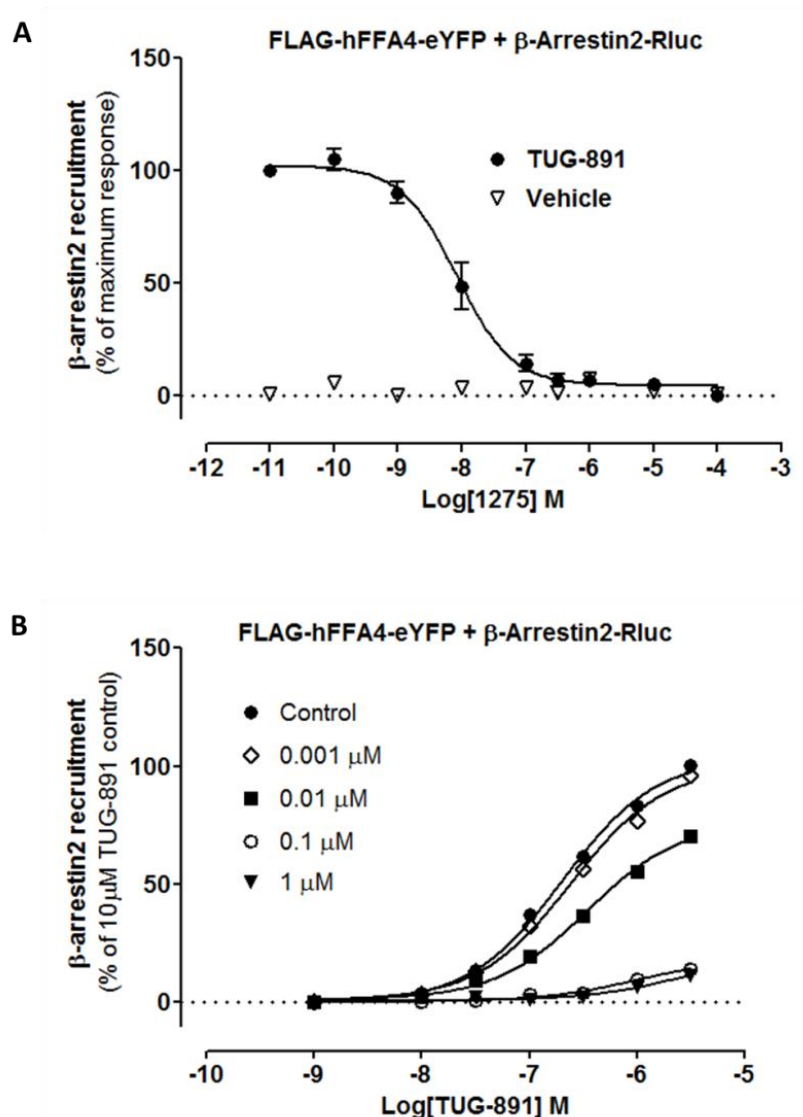 A
FLAG-hFFA4-eYFP + β-Arrestin2-Rluc
150
100
50
0
β-arrestin2 recruitment
(% of maximum response)
TUG-891
Vehicle
-12 -11 -10 -9 -8 -7 -6 -5 -4 -3
Log[1275] M
B
FLAG-hFFA4-eYFP + β-Arrestin2-Rluc
150
100
50
0
β-arrestin2 recruitment
(% of 10μM TUG-891 control)
Control
0.001 μM
0.01 μM
0.1 μM
1 μM
-10 -9 -8 -7 -6 -5
Log[TUG-891] M